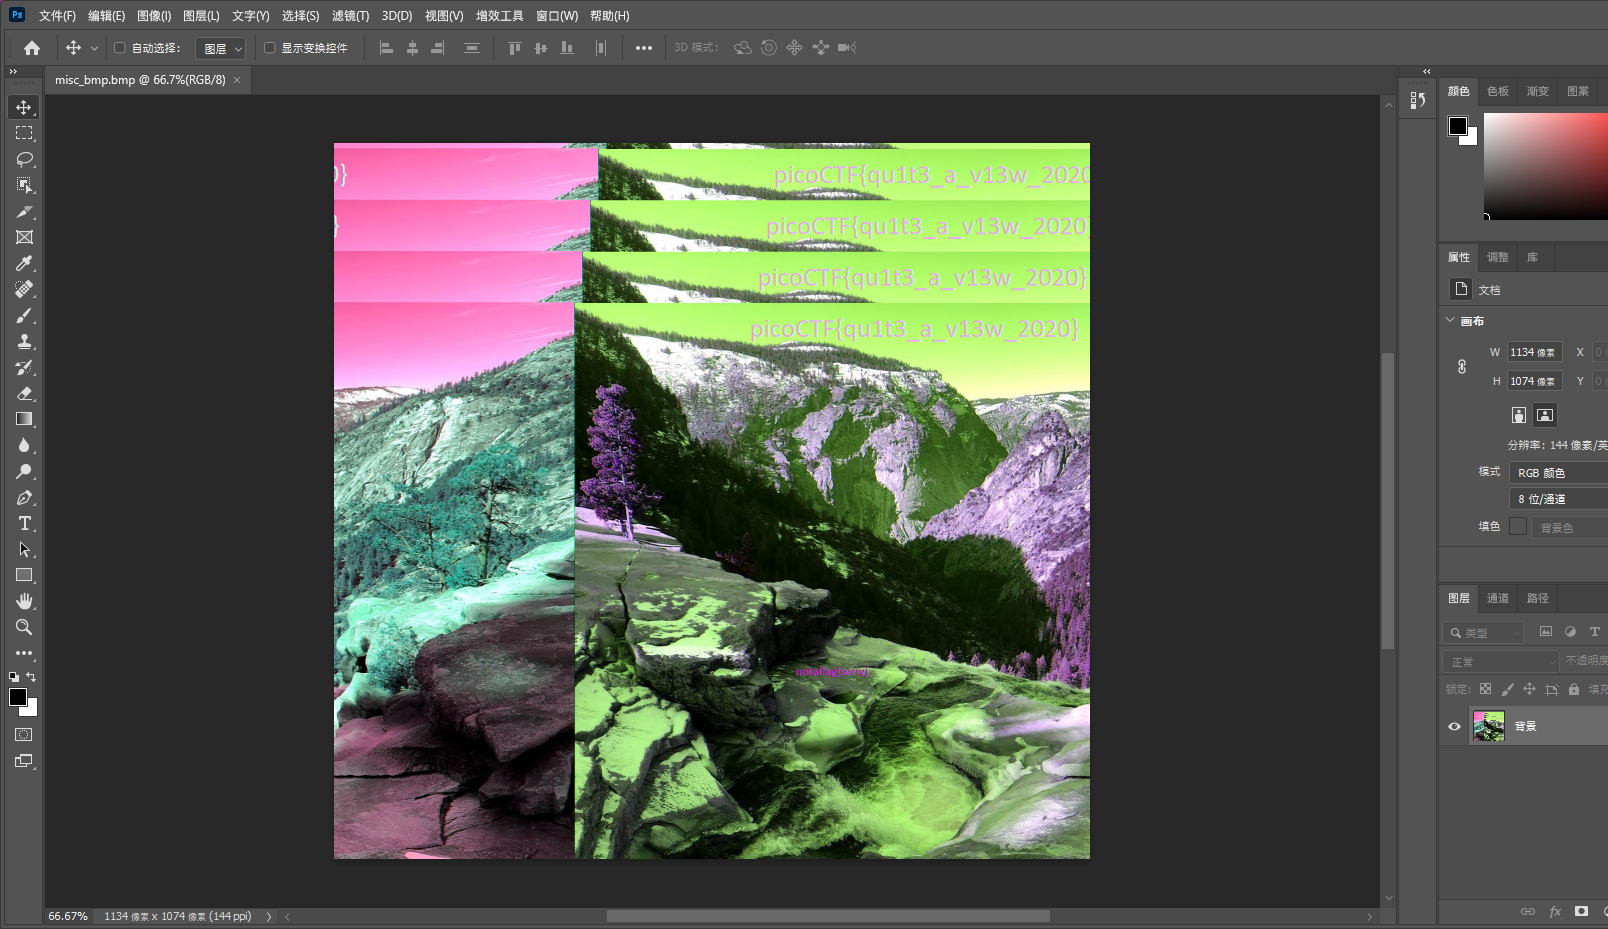 Ps 文件(F) 编辑(E) 图像(I) 图层(L) 文字(Y) 选择(S) 滤镜(T) 3D(D) 视图(V) 增效工具 窗口(W) 帮助(H)
自动选择: 图层 显示变换控件 3D 模式:
misc_bmp.bmp @ 66.7%(RGB/8) ×
颜色 色板 渐变 图案
)} picoCTF{qu1t3_a_v13w_2020
} picoCTF{qu1t3_a_v13w_2020
picoCTF{qu1t3_a_v13w_2020}
picoCTF{qu1t3_a_v13w_2020}
notaflag{sorry}
属性 调整 库
文档
画布
W 1134 像素 X 0
H 1074 像素 Y 0
分辨率: 144 像素/英
模式 RGB 颜色
8 位/通道
填色 背景色
图层 通道 路径
类型
正常 不透明度
锁定: 填充
背景
fx
66.67% 1134 像素 x 1074 像素 (144 ppi)